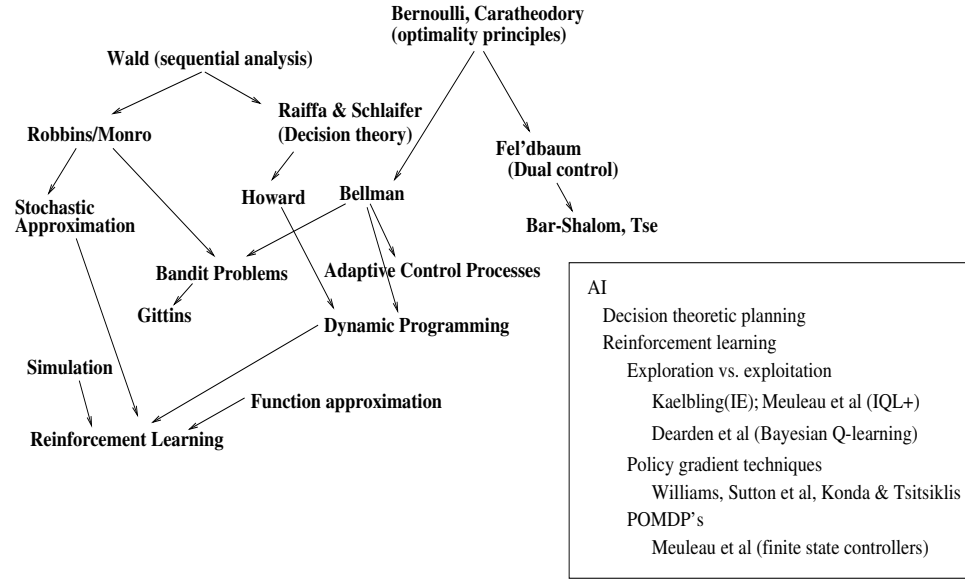 Bernoulli, Caratheodory
(optimality principles)
Wald (sequential analysis)
Raiffa & Schlaifer
(Decision theory)
Robbins/Monro
Fel'dbaum
(Dual control)
Howard
Bellman
Stochastic
Approximation
Bar-Shalom, Tse
Bandit Problems
Adaptive Control Processes
Gittins
Dynamic Programming
Simulation
Function approximation
Reinforcement Learning
AI
Decision theoretic planning
Reinforcement learning
Exploration vs. exploitation
Kaelbling(IE); Meuleau et al (IQL+)
Dearden et al (Bayesian Q-learning)
Policy gradient techniques
Williams, Sutton et al, Konda & Tsitsiklis
POMDP's
Meuleau et al (finite state controllers)